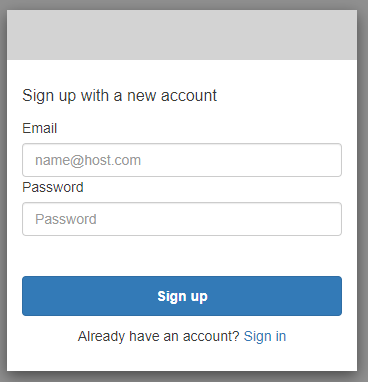 Sign up with a new account
Email
name@host.com
Password
Password
Sign up
Already have an account? Sign in